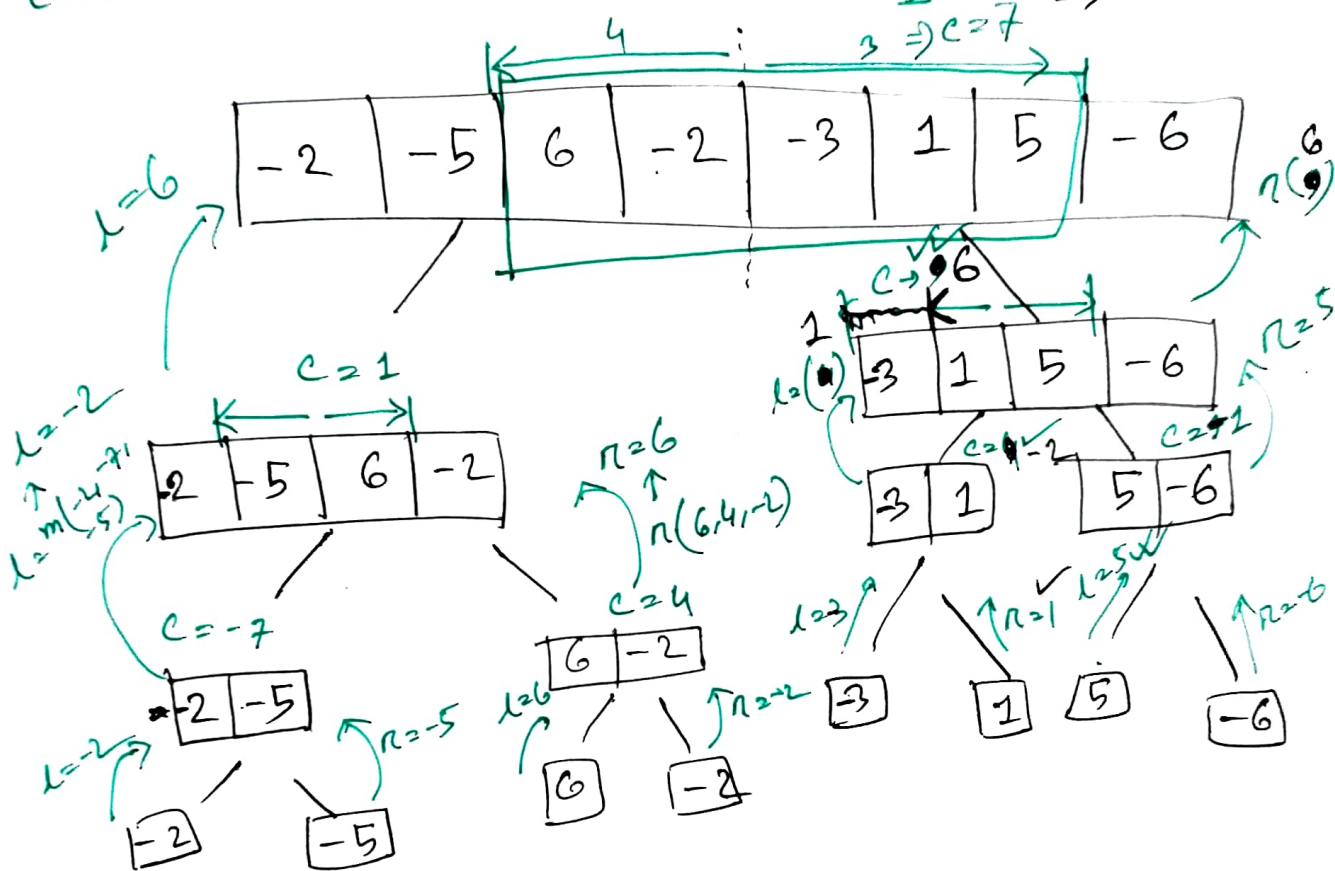 4 3 ⇒ c=7
-2 -5 6 -2 -3 1 5 -6
l=6
6
r( )
c→ 6
1
l=( ) -3 1 5 -6
r=5
c=1
l=-2
-2 -5 6 -2
r=6
r(6,4,-2)
c= -2
-3 1
c= 1
5 -6
c=-7
-2 -5
c=4
6 -2
l=3
r=1
l=5
r=-6
-3 1 5 -6
l=-2
r=-5
l=6
r=-2
-2 -5 6 -2